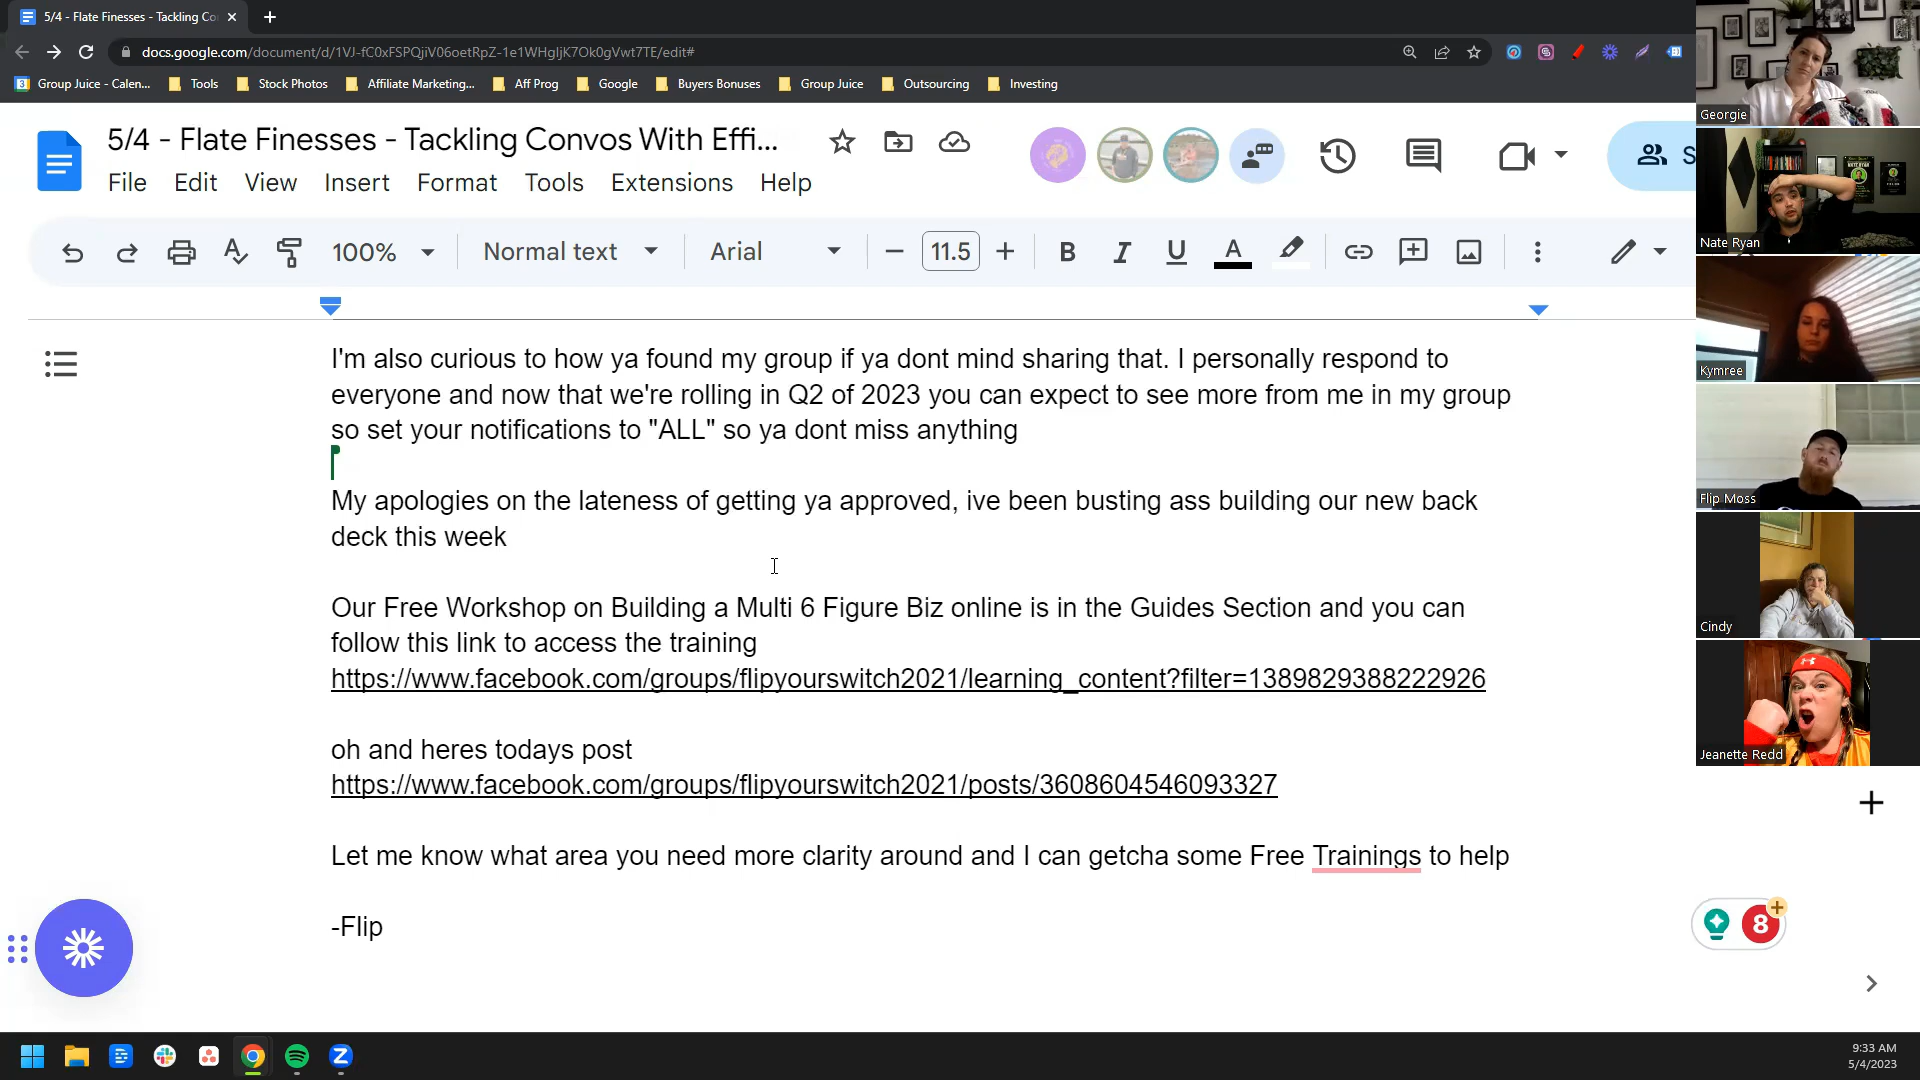 5/4 - Flate Finesses - Tackling Co
docs.google.com/document/d/1VJ-fC0xFSPQjiV06oetRpZ-1e1WHgIjK7Ok0gVwt7TE/edit#
Group Juice - Calen...
Tools
Stock Photos
Affiliate Marketing...
Aff Prog
Google
Buyers Bonuses
Group Juice
Outsourcing
Investing
5/4 - Flate Finesses - Tackling Convos With Effi...
File Edit View Insert Format Tools Extensions Help
S
100% Normal text Arial 11.5 B I U A
I'm also curious to how ya found my group if ya dont mind sharing that. I personally respond to
everyone and now that we're rolling in Q2 of 2023 you can expect to see more from me in my group
so set your notifications to "ALL" so ya dont miss anything
My apologies on the lateness of getting ya approved, ive been busting ass building our new back
deck this week
Our Free Workshop on Building a Multi 6 Figure Biz online is in the Guides Section and you can
follow this link to access the training
https://www.facebook.com/groups/flipyourswitch2021/learning_content?filter=1389829388222926
oh and heres todays post
https://www.facebook.com/groups/flipyourswitch2021/posts/3608604546093327
Let me know what area you need more clarity around and I can getcha some Free Trainings to help
-Flip
8
Georgie
Nate Ryan
Kymree
Flip Moss
Cindy
Jeanette Redd
9:33 AM
5/4/2023